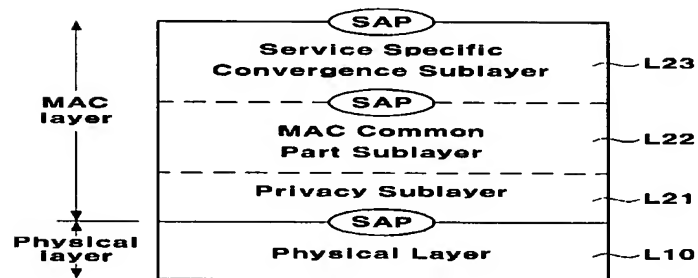 SAP
Service Specific
Convergence Sublayer
L23
SAP
MAC
layer
MAC Common
Part Sublayer
L22
Privacy Sublayer
L21
SAP
Physical
layer
Physical Layer
L10